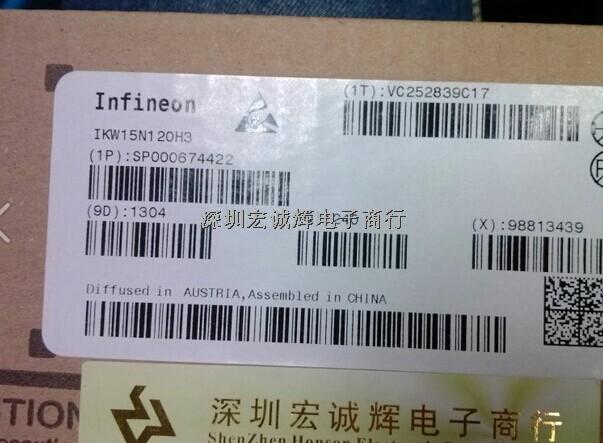 Infineon
(1T):VC252839C17
IKW15N120H3
(1P):SP000674422
(9D):1304
(X):98813439
深圳宏诚辉电子商行
Diffused in AUSTRIA,Assembled in CHINA
深圳宏诚辉电子商行